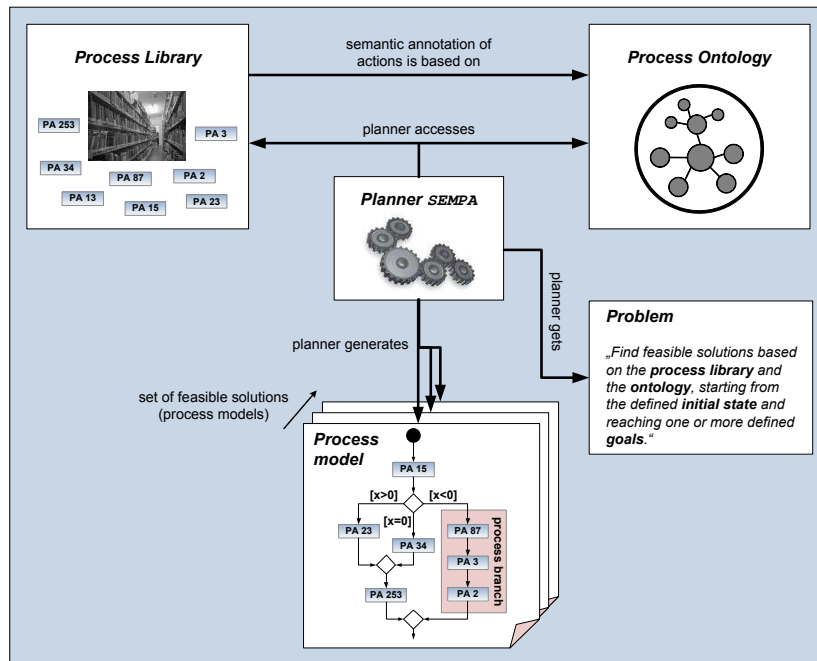 Process Library
PA 253
PA 3
PA 34
PA 87
PA 2
PA 13
PA 15
PA 23
semantic annotation of
actions is based on
Process Ontology
planner accesses
Planner SEMPA
planner gets
planner generates
set of feasible solutions
(process models)
Problem
„Find feasible solutions based
on the process library and
the ontology, starting from
the defined initial state and
reaching one or more defined
goals.“
Process
model
PA 15
[x>0]
[x<0]
[x=0]
PA 23
PA 34
PA 253
PA 87
PA 3
PA 2
process branch